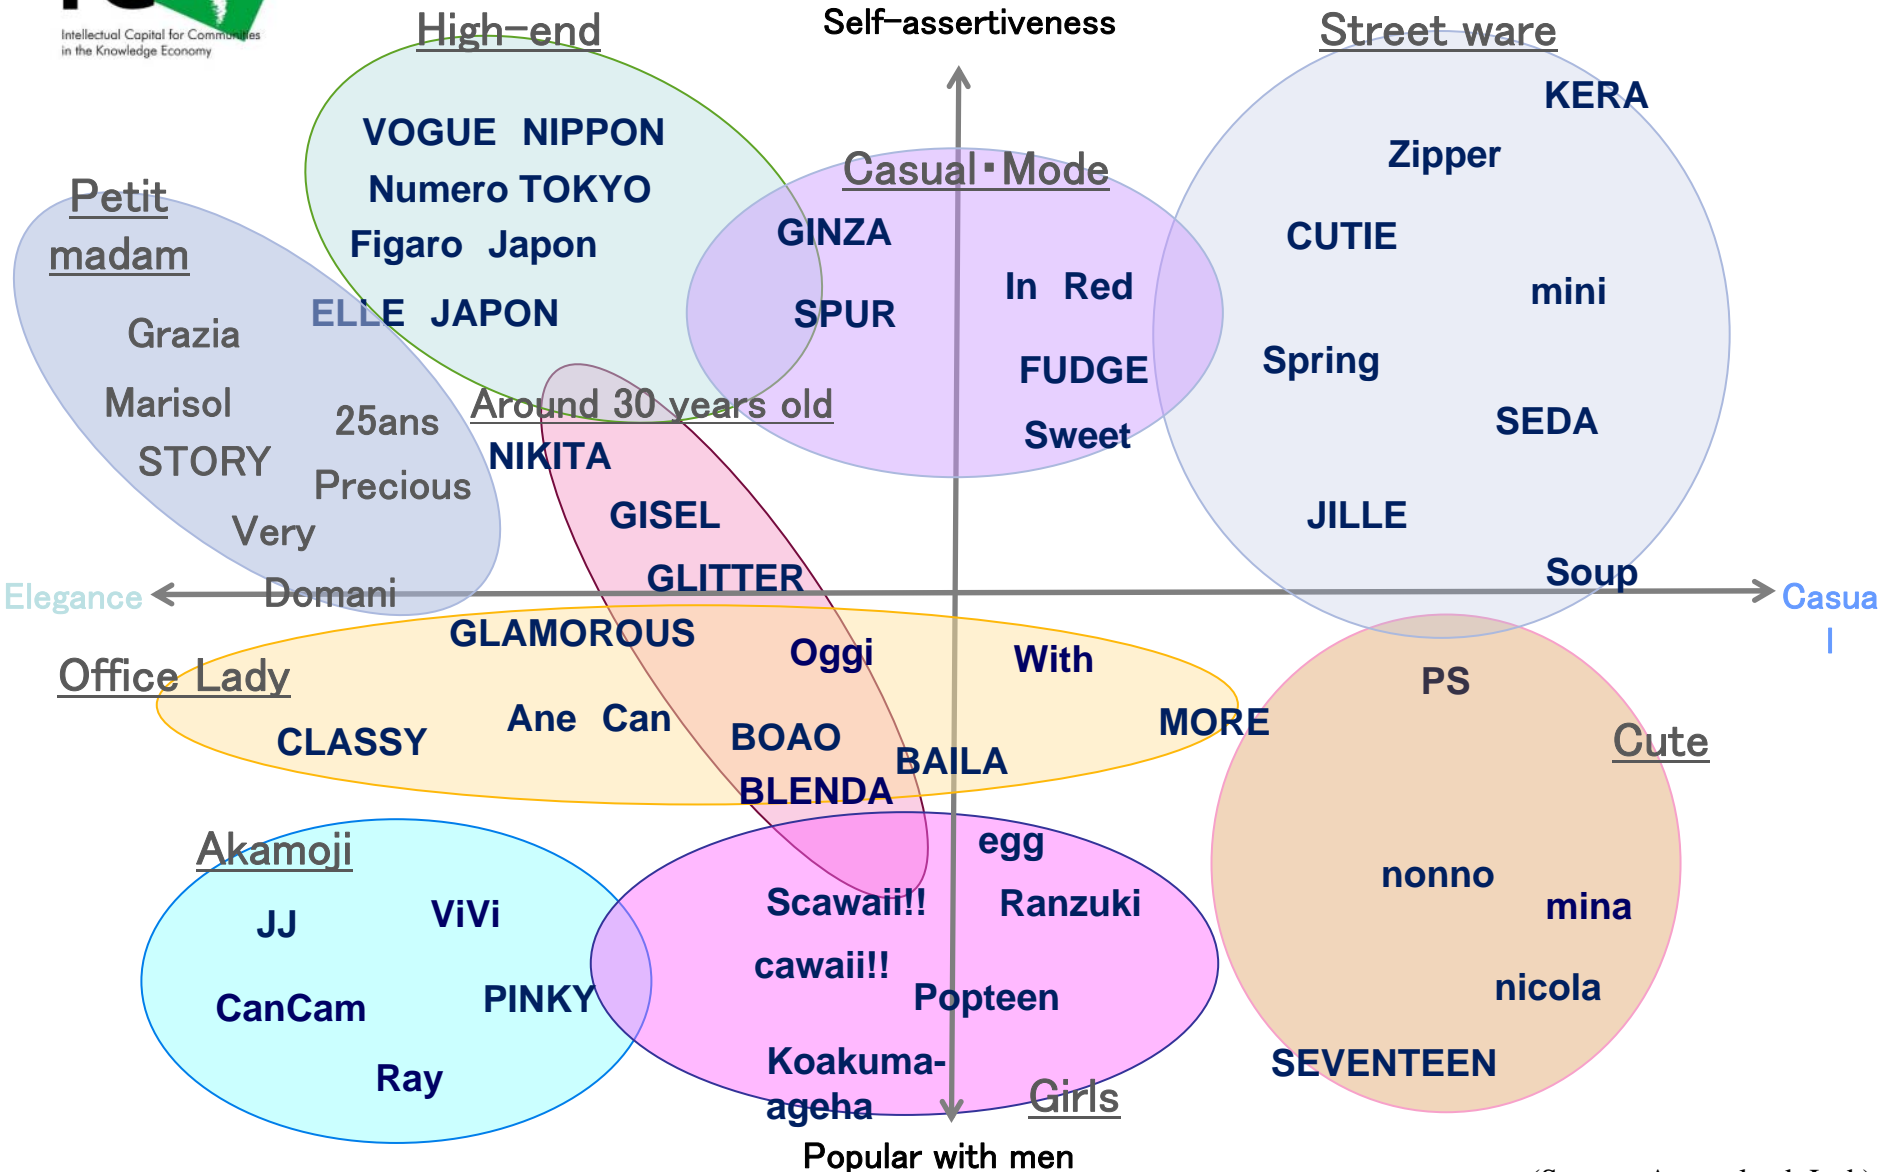 Intellectual Capital for Communities
in the Knowledge Economy
High-end
Self-assertiveness
Street ware
KERA
VOGUE NIPPON
Zipper
Casual・Mode
Numero TOKYO
Petit
madam
GINZA
CUTIE
Figaro Japon
In Red
mini
ELLE JAPON
SPUR
Grazia
Spring
FUDGE
Marisol
25ans
Around 30 years old
SEDA
Sweet
STORY
NIKITA
Precious
GISEL
JILLE
Very
GLITTER
Soup
Elegance
Domani
Casua
l
GLAMOROUS
Oggi
With
Office Lady
PS
Ane Can
MORE
CLASSY
BOAO
Cute
BAILA
BLENDA
Akamoji
egg
nonno
Scawaii!!
Ranzuki
mina
JJ
ViVi
cawaii!!
nicola
CanCam
PINKY
Popteen
Koakuma-
ageha
SEVENTEEN
Ray
Girls
Popular with men